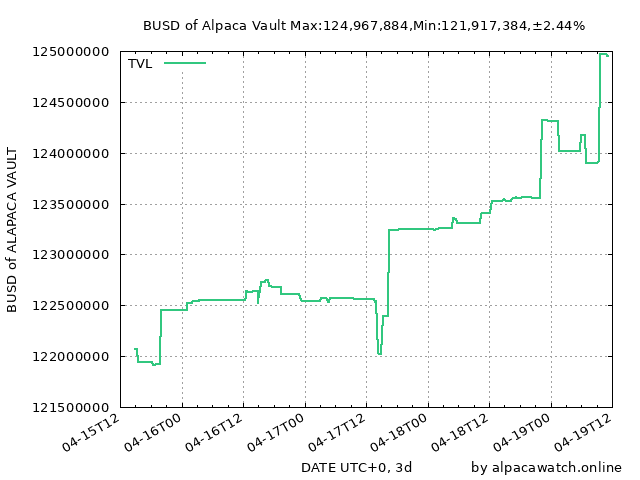 BUSD of Alpaca Vault Max:124,967,884,Min:121,917,384,±2.44%
TVL
125000000
124500000
124000000
123500000
123000000
122500000
122000000
121500000
BUSD of ALAPACA VAULT
04-15T12
04-16T00
04-16T12
04-17T00
04-17T12
04-18T00
04-18T12
04-19T00
04-19T12
DATE UTC+0, 3d
by alpacawatch.online